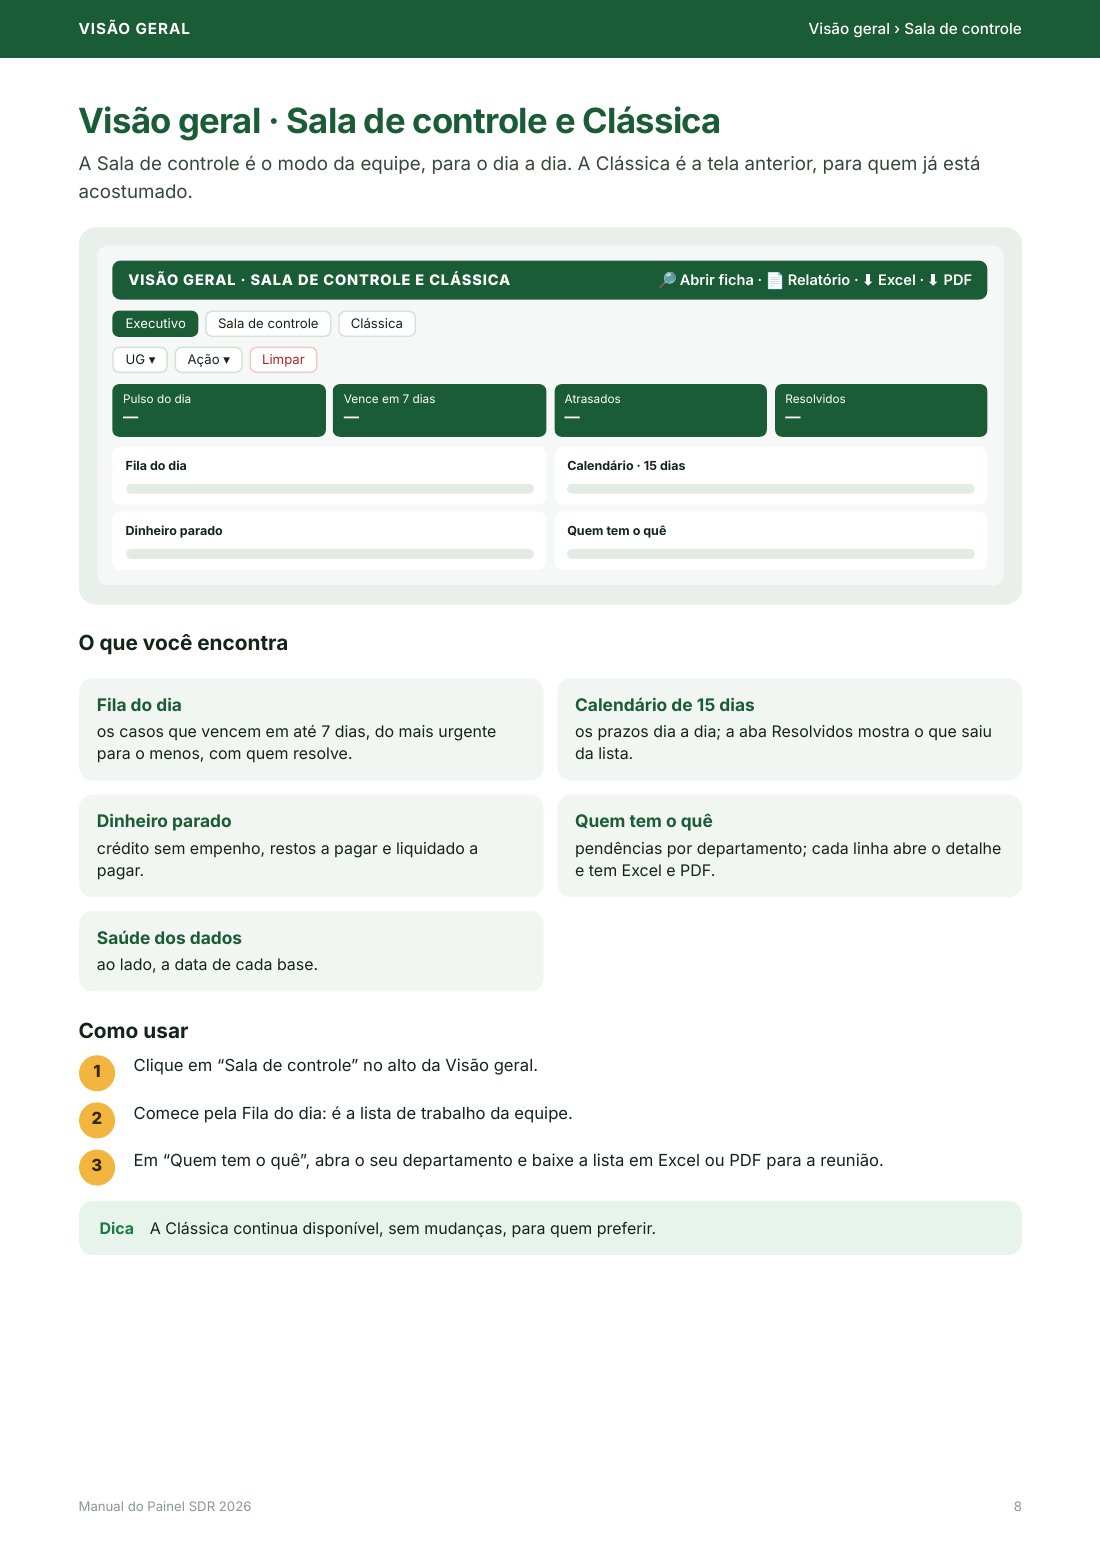 VISÃO GERAL
Visão geral › Sala de controle
Visão geral · Sala de controle e Clássica
A Sala de controle é o modo da equipe, para o dia a dia. A Clássica é a tela anterior, para quem já está
acostumado.
VISÃO GERAL · SALA DE CONTROLE E CLÁSSICA
🔎 Abrir ficha · 📄 Relatório · ⬇ Excel · ⬇ PDF
Executivo
Sala de controle
Clássica
UG ▾
Ação ▾
Limpar
Pulso do dia
—
Vence em 7 dias
—
Atrasados
—
Resolvidos
—
Fila do dia
Calendário · 15 dias
Dinheiro parado
Quem tem o quê
O que você encontra
Fila do dia
os casos que vencem em até 7 dias, do mais urgente
para o menos, com quem resolve.
Calendário de 15 dias
os prazos dia a dia; a aba Resolvidos mostra o que saiu
da lista.
Dinheiro parado
crédito sem empenho, restos a pagar e liquidado a
pagar.
Quem tem o quê
pendências por departamento; cada linha abre o detalhe
e tem Excel e PDF.
Saúde dos dados
ao lado, a data de cada base.
Como usar
1 Clique em “Sala de controle” no alto da Visão geral.
2 Comece pela Fila do dia: é a lista de trabalho da equipe.
3 Em “Quem tem o quê”, abra o seu departamento e baixe a lista em Excel ou PDF para a reunião.
Dica A Clássica continua disponível, sem mudanças, para quem preferir.
Manual do Painel SDR 2026
8